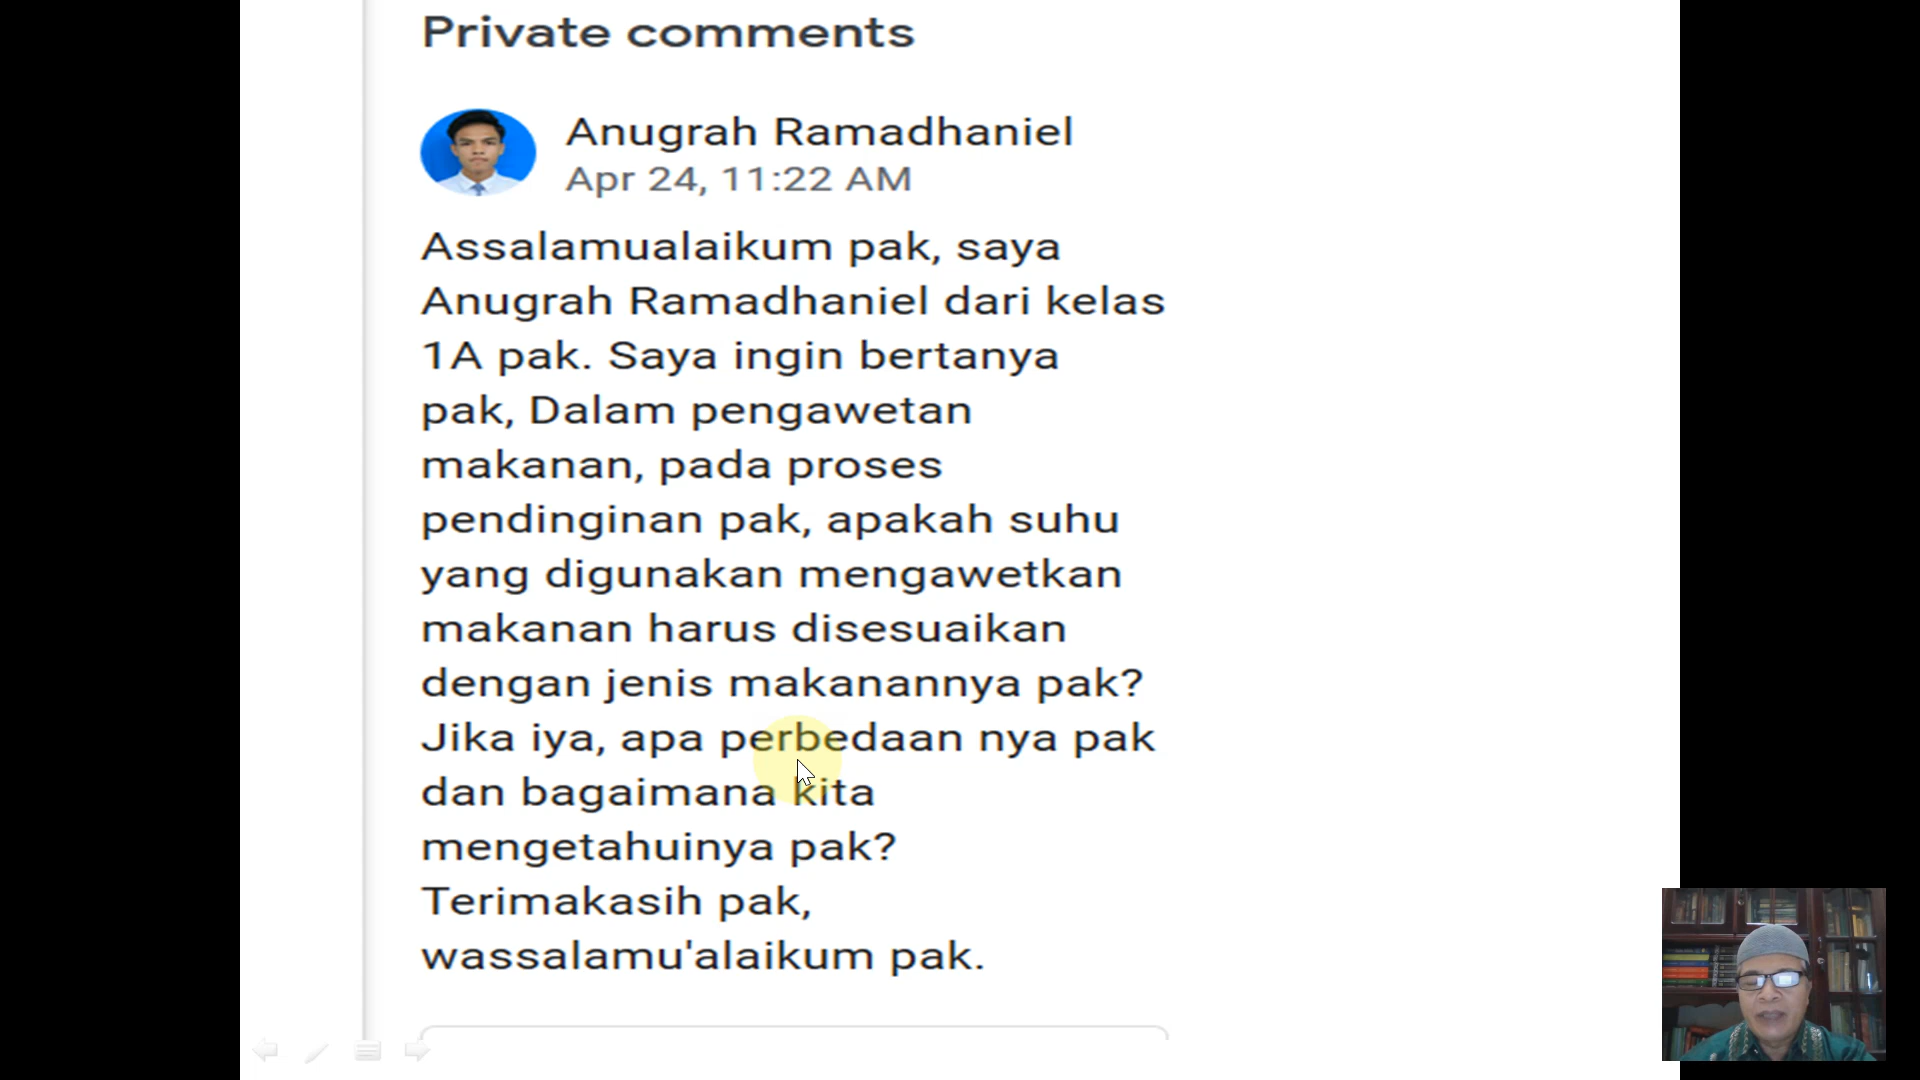 Private comments
Anugrah Ramadhaniel
Apr 24, 11:22 AM
Assalamualaikum pak, saya
Anugrah Ramadhaniel dari kelas
1A pak. Saya ingin bertanya
pak, Dalam pengawetan
makanan, pada proses
pendinginan pak, apakah suhu
yang digunakan mengawetkan
makanan harus disesuaikan
dengan jenis makanannya pak?
Jika iya, apa perbedaan nya pak
dan bagaimana kita
mengetahuinya pak?
Terimakasih pak,
wassalamu'alaikum pak.